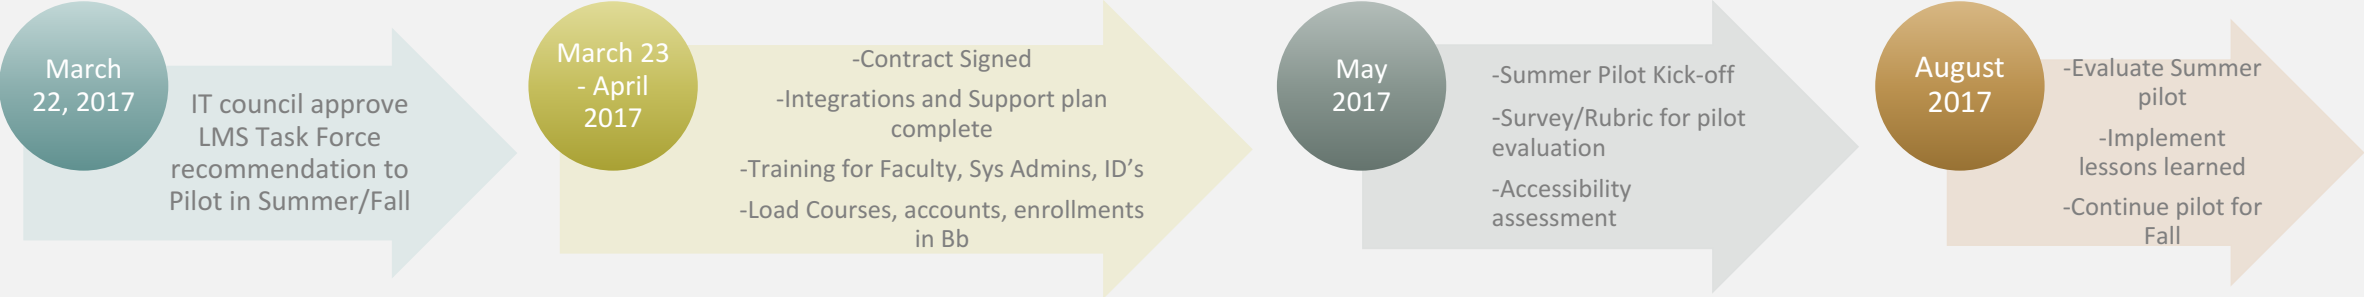 March
22, 2017
IT council approve
LMS Task Force
recommendation to
Pilot in Summer/Fall
March 23
- April
2017
-Contract Signed
-Integrations and Support plan
complete
-Training for Faculty, Sys Admins, ID’s
-Load Courses, accounts, enrollments
in Bb
May
2017
-Summer Pilot Kick-off
-Survey/Rubric for pilot
evaluation
-Accessibility
assessment
August
2017
-Evaluate Summer
pilot
-Implement
lessons learned
-Continue pilot for
Fall